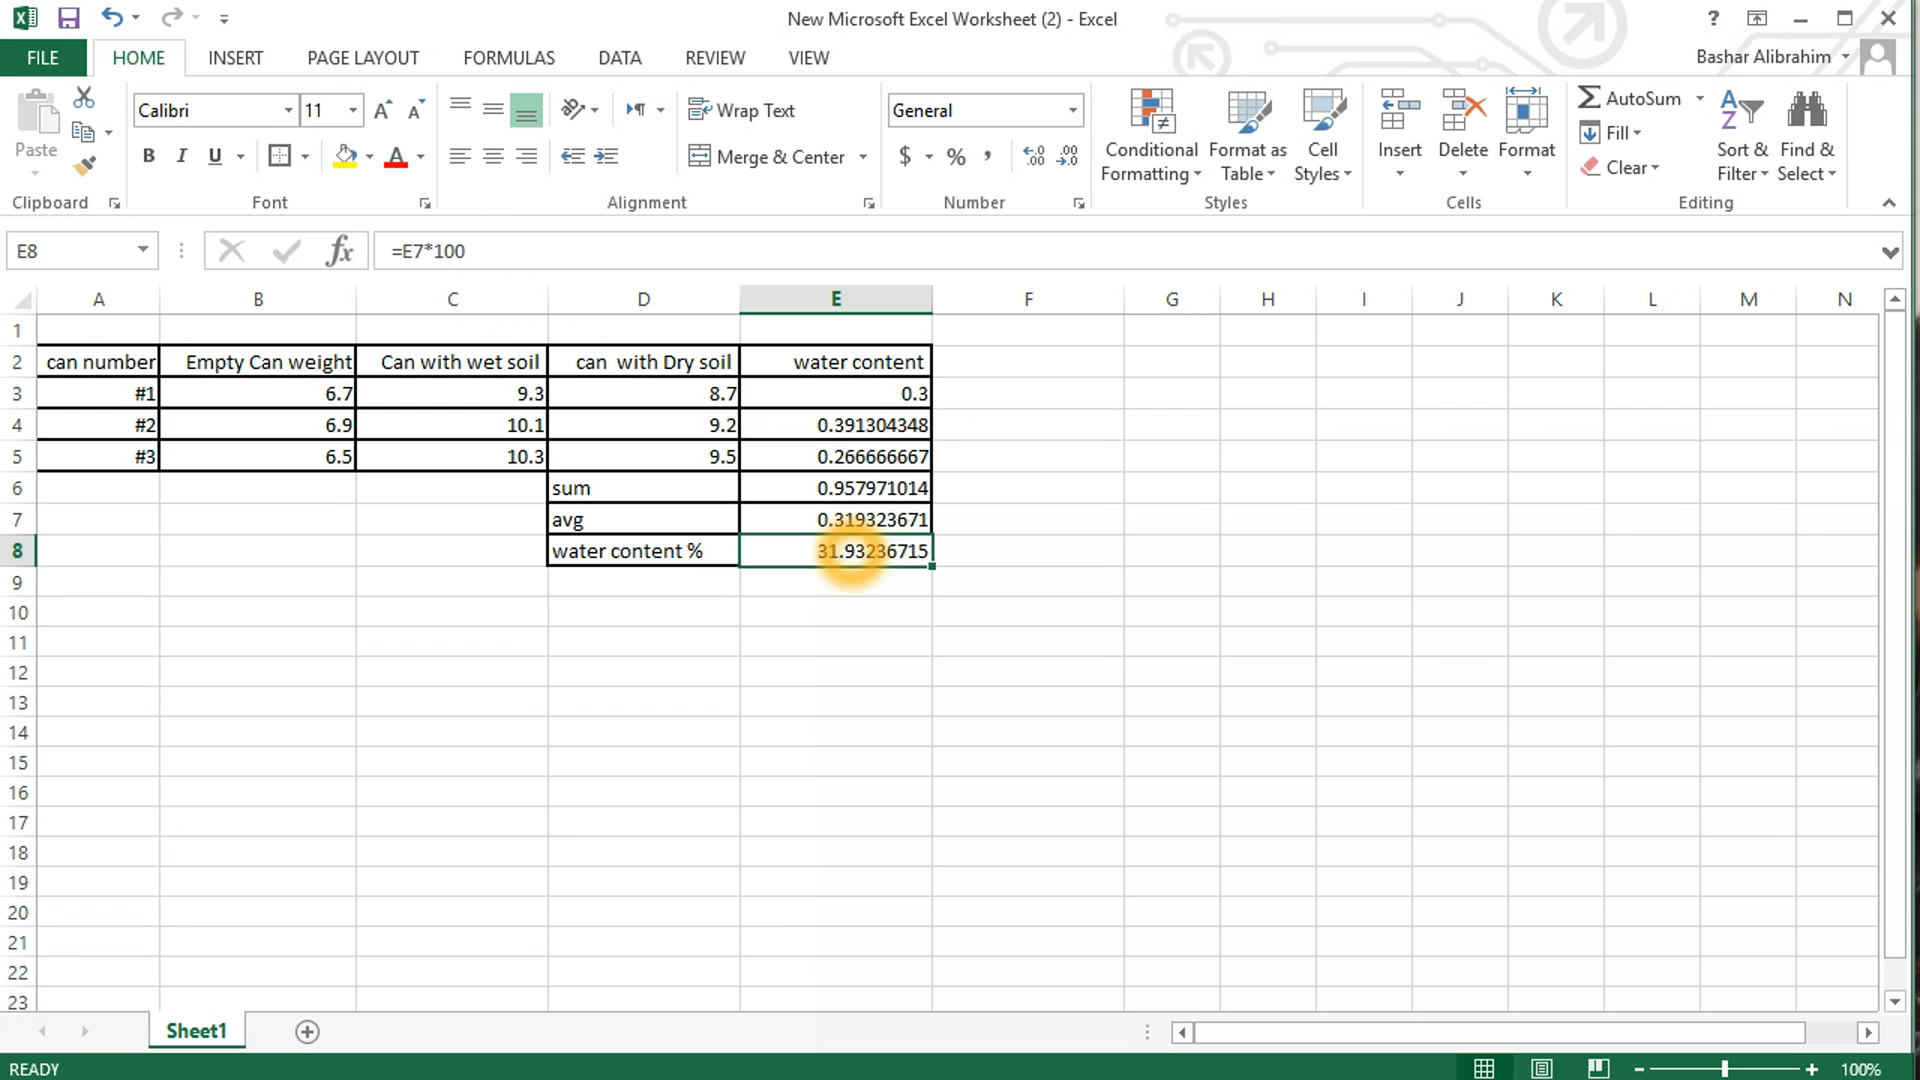 New Microsoft Excel Worksheet (2) - Excel
?
FILE HOME INSERT PAGE LAYOUT FORMULAS DATA REVIEW VIEW
Bashar Alibrahim
Paste
Clipboard
Calibri 11
B I U
Font
Wrap Text
Merge & Center
Alignment
General
$ % ,
Number
Conditional Formatting
Format as Table
Cell Styles
Styles
Insert Delete Format
Cells
AutoSum
Fill
Clear
Sort & Filter
Find & Select
Editing
E8 fx =E7*100
A B C D E F G H I J K L M N
1
2 can number Empty Can weight Can with wet soil can  with Dry soil water content
3 #1 6.7 9.3 8.7 0.3
4 #2 6.9 10.1 9.2 0.391304348
5 #3 6.5 10.3 9.5 0.266666667
6 sum 0.957971014
7 avg 0.319323671
8 water content % 31.93236715
9
10
11
12
13
14
15
16
17
18
19
20
21
22
23
Sheet1
READY 100%